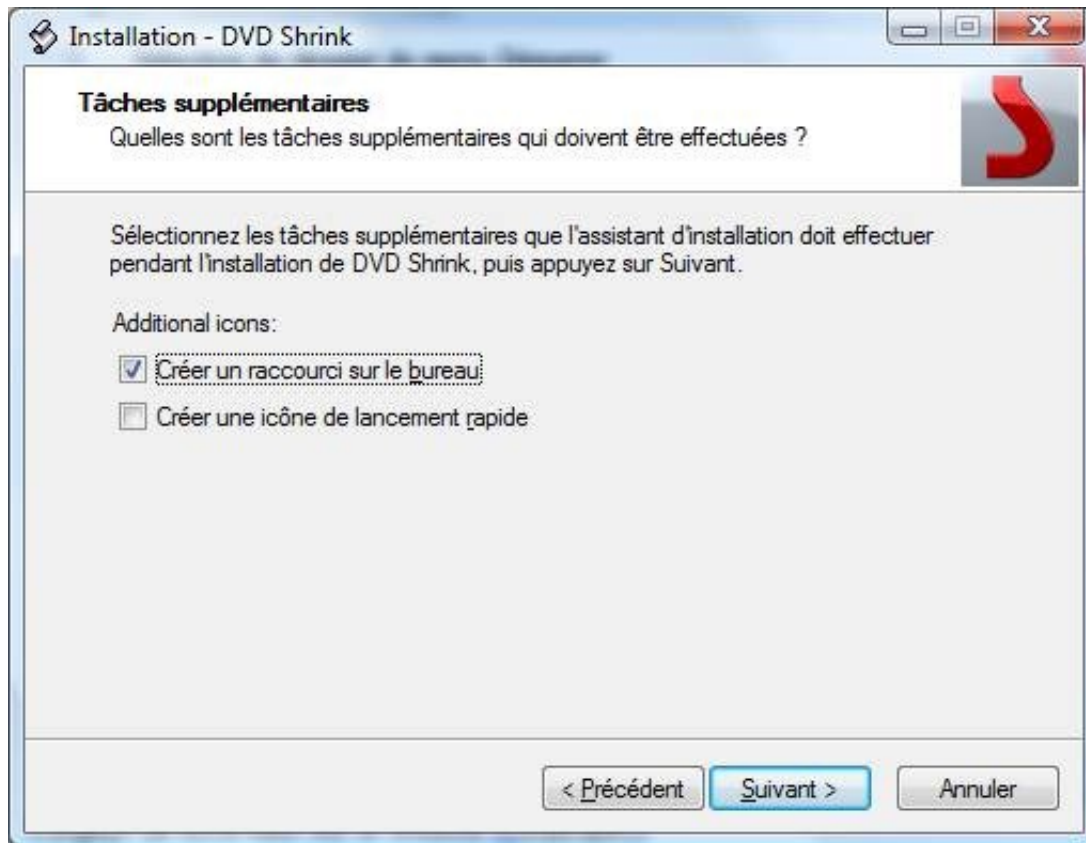 Installation - DVD Shrink
Tâches supplémentaires
Quelles sont les tâches supplémentaires qui doivent être effectuées ?
Sélectionnez les tâches supplémentaires que l'assistant d'installation doit effectuer
pendant l'installation de DVD Shrink, puis appuyez sur Suivant.
Additional icons:
Créer un raccourci sur le bureau
Créer une icône de lancement rapide
< Précédent
Suivant >
Annuler